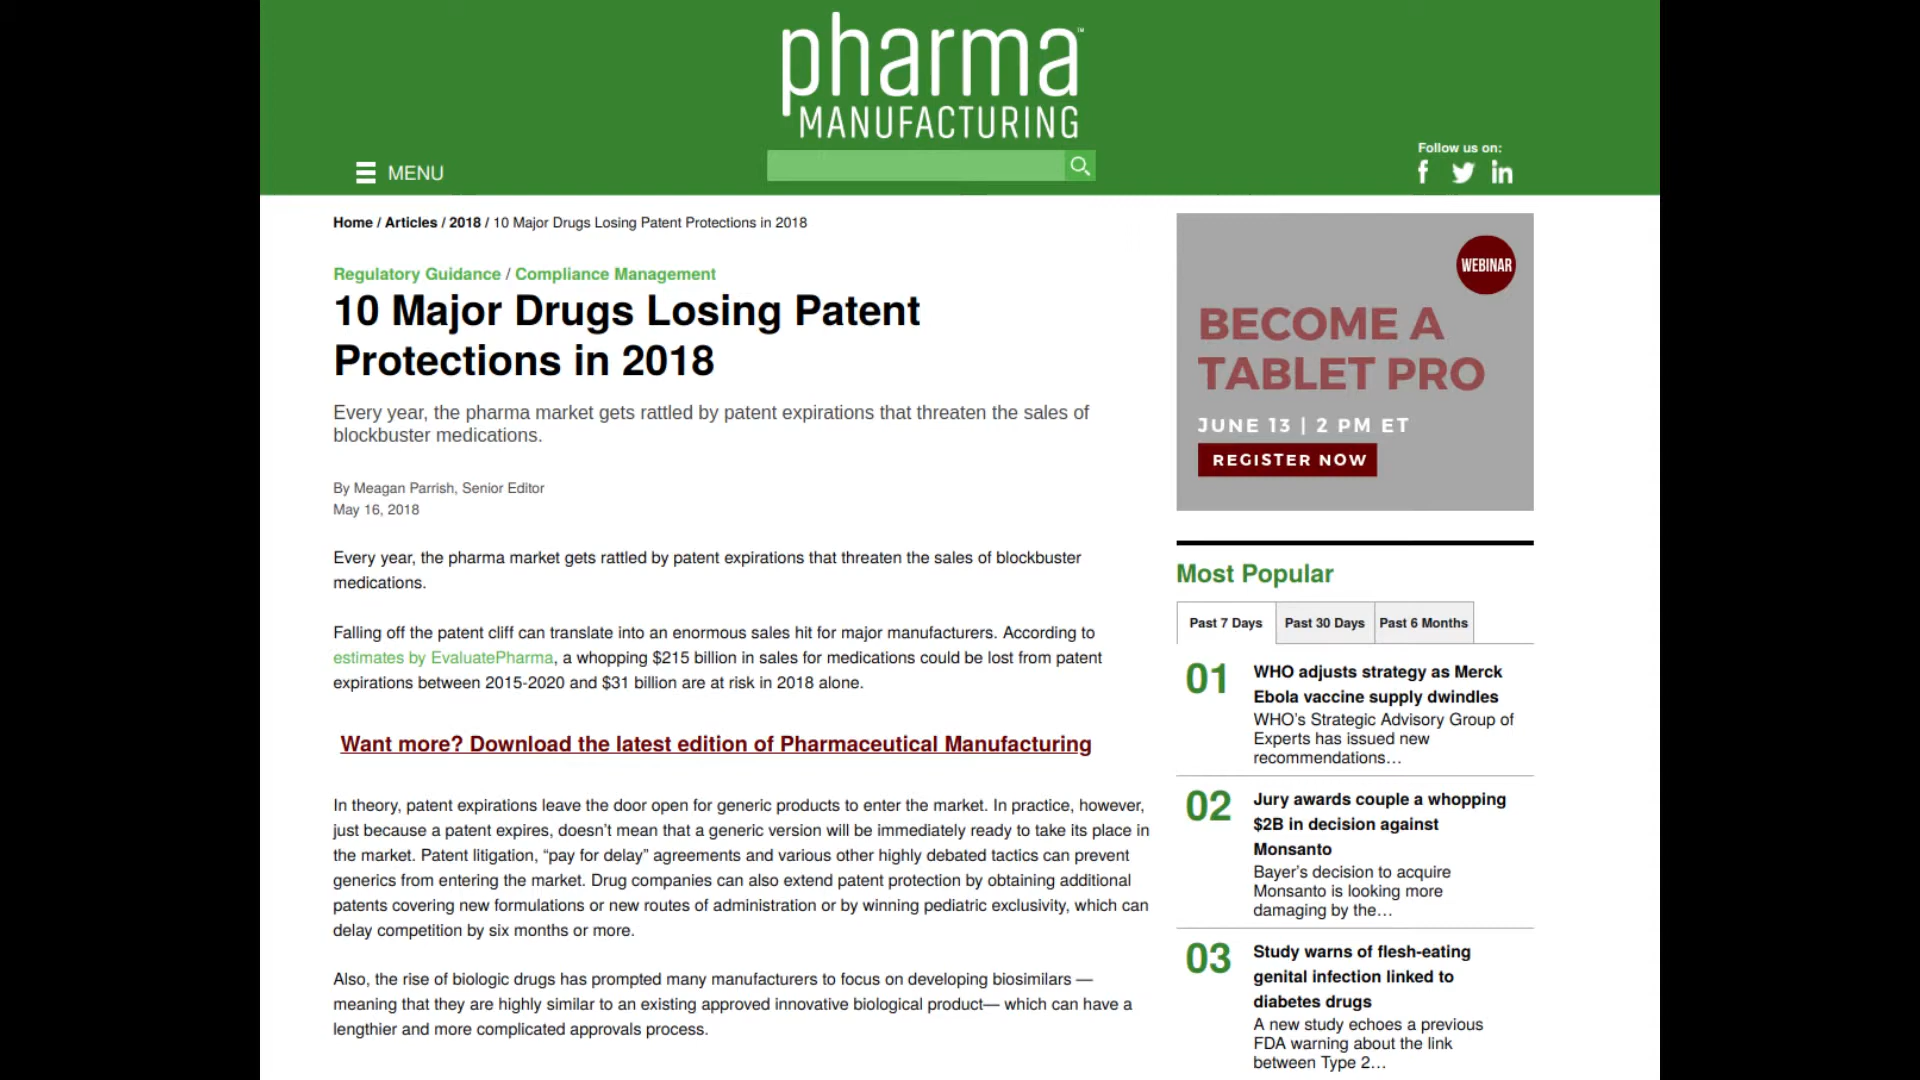 pharma™
MANUFACTURING
MENU
Follow us on:
Home / Articles / 2018 / 10 Major Drugs Losing Patent Protections in 2018
Regulatory Guidance / Compliance Management
10 Major Drugs Losing Patent
Protections in 2018
Every year, the pharma market gets rattled by patent expirations that threaten the sales of
blockbuster medications.
By Meagan Parrish, Senior Editor
May 16, 2018
Every year, the pharma market gets rattled by patent expirations that threaten the sales of blockbuster
medications.
Falling off the patent cliff can translate into an enormous sales hit for major manufacturers. According to
estimates by EvaluatePharma, a whopping $215 billion in sales for medications could be lost from patent
expirations between 2015-2020 and $31 billion are at risk in 2018 alone.
Want more? Download the latest edition of Pharmaceutical Manufacturing
In theory, patent expirations leave the door open for generic products to enter the market. In practice, however,
just because a patent expires, doesn’t mean that a generic version will be immediately ready to take its place in
the market. Patent litigation, “pay for delay” agreements and various other highly debated tactics can prevent
generics from entering the market. Drug companies can also extend patent protection by obtaining additional
patents covering new formulations or new routes of administration or by winning pediatric exclusivity, which can
delay competition by six months or more.
Also, the rise of biologic drugs has prompted many manufacturers to focus on developing biosimilars —
meaning that they are highly similar to an existing approved innovative biological product— which can have a
lengthier and more complicated approvals process.
WEBINAR
BECOME A
TABLET PRO
JUNE 13 | 2 PM ET
REGISTER NOW
Most Popular
Past 7 Days Past 30 Days Past 6 Months
01 WHO adjusts strategy as Merck
Ebola vaccine supply dwindles
WHO’s Strategic Advisory Group of
Experts has issued new
recommendations…
02 Jury awards couple a whopping
$2B in decision against
Monsanto
Bayer’s decision to acquire
Monsanto is looking more
damaging by the…
03 Study warns of flesh-eating
genital infection linked to
diabetes drugs
A new study echoes a previous
FDA warning about the link
between Type 2…